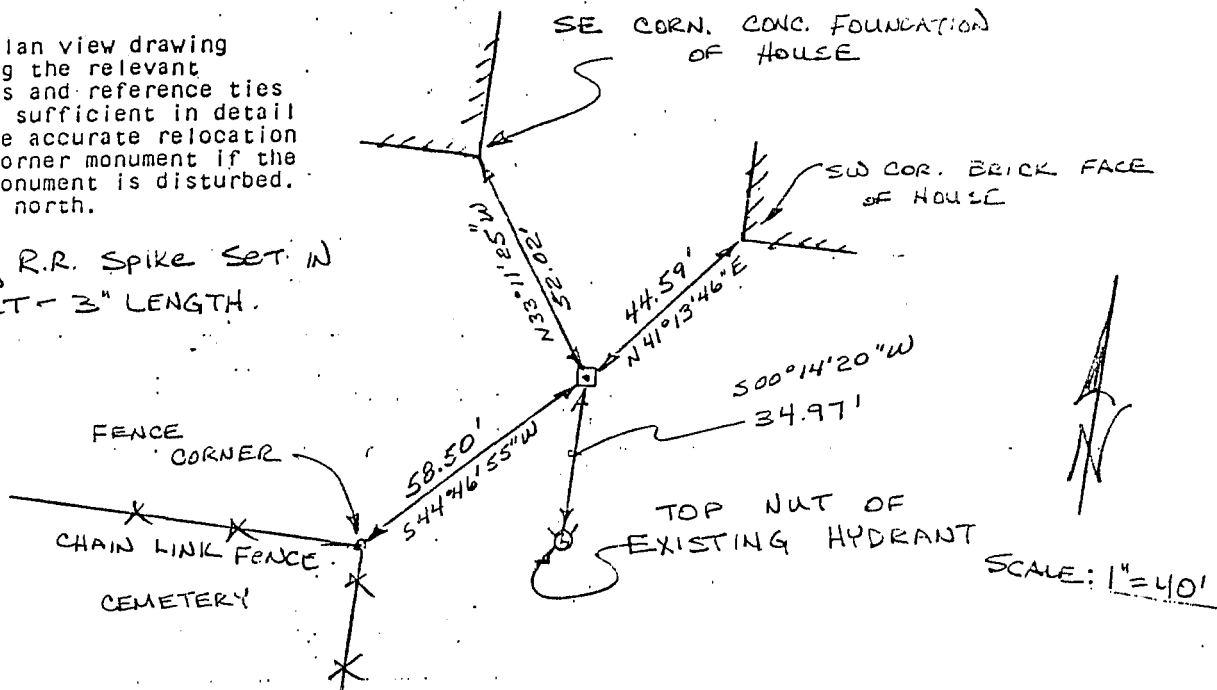 lan view drawing
g the relevant
s and reference ties
sufficient in detail
e accurate relocation
orner monument if the
onument is disturbed.
north.
R.R. Spike SET IN
T - 3" LENGTH.
SE CORN. CONC. FOUNDATION
OF HOUSE
SW COR. BRICK FACE
OF HOUSE
N33°11'25"W
52.02'
44.59'
N41°13'46"E
A
S00°14'20"W
34.97'
FENCE
CORNER
58.50'
S44°46'55"W
CHAIN LINK FENCE
CEMETERY
TOP NUT OF
EXISTING HYDRANT
N
SCALE: 1"=40'